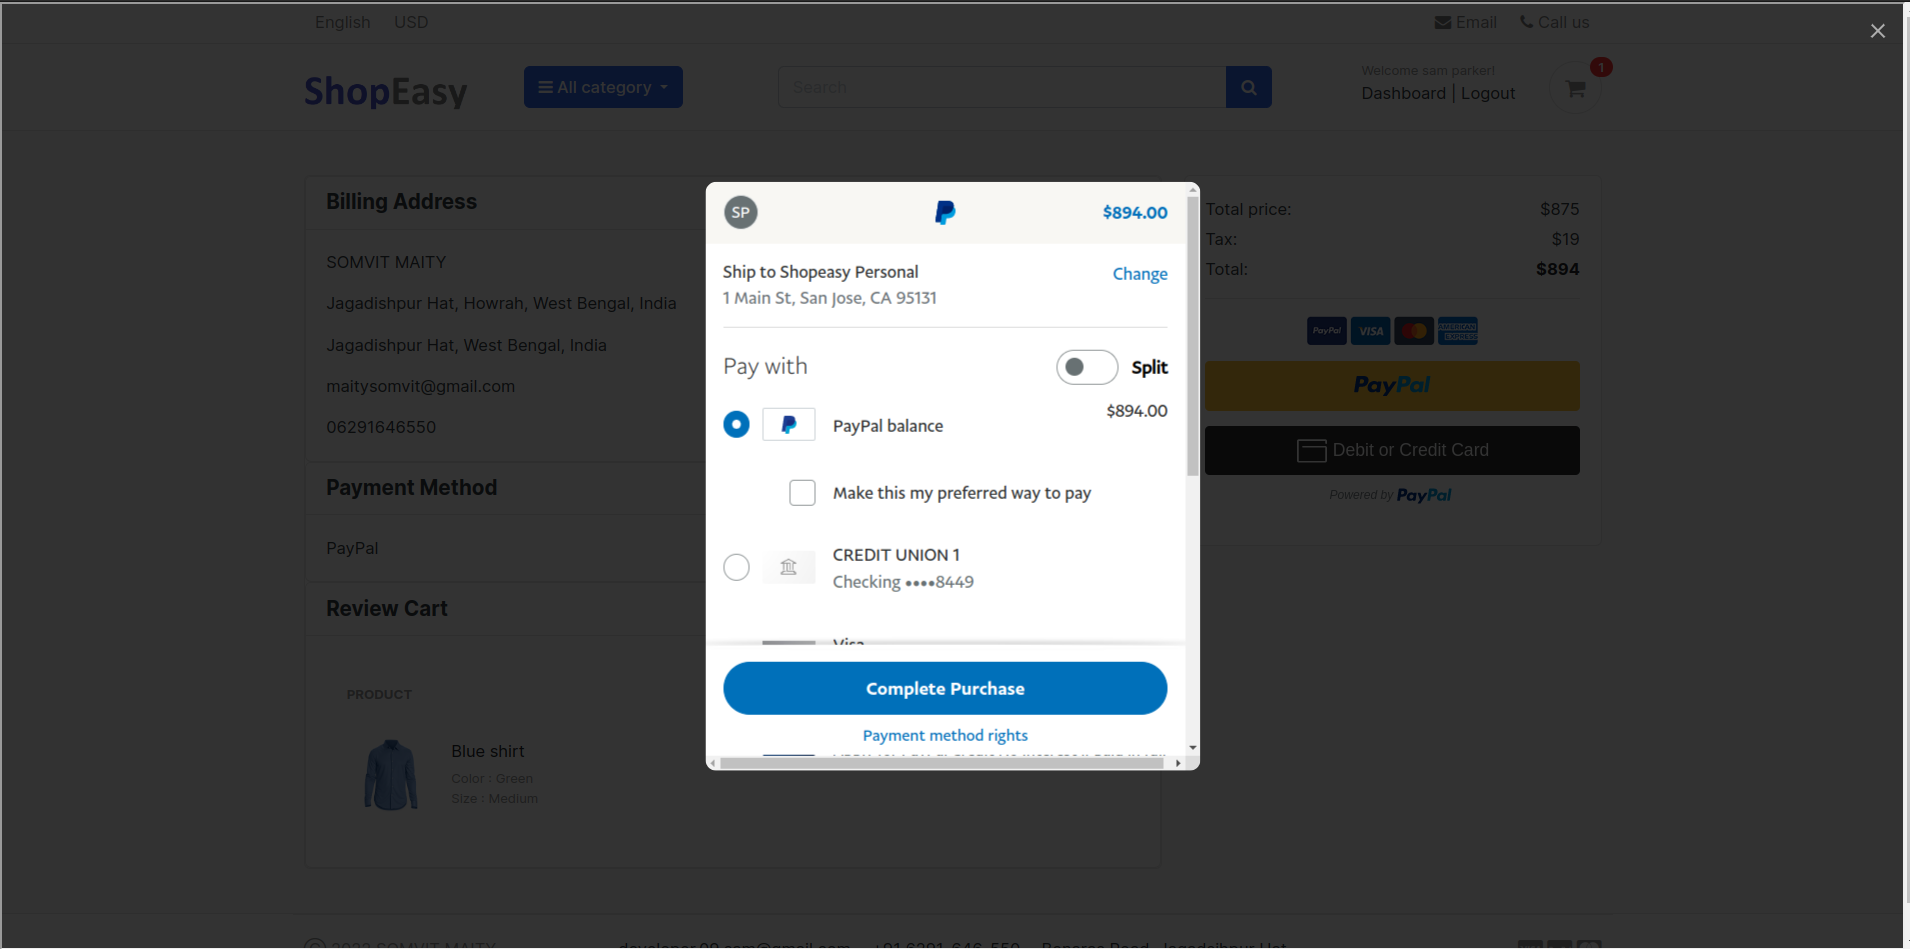 English USD
Email Call us
ShopEasy
All category
Search
Welcome sam parker!
Dashboard | Logout
1
Billing Address
SOMVIT MAITY
Jagadishpur Hat, Howrah, West Bengal, India
Jagadishpur Hat, West Bengal, India
maitysomvit@gmail.com
06291646550
Payment Method
PayPal
Review Cart
PRODUCT
Blue shirt
Color : Green
Size : Medium
SP
$894.00
Ship to Shopeasy Personal
Change
1 Main St, San Jose, CA 95131
Pay with
Split
$894.00
PayPal balance
Make this my preferred way to pay
CREDIT UNION 1
Checking ••••8449
Visa
Complete Purchase
Payment method rights
Total price: $875
Tax: $19
Total: $894
PayPal VISA AMERICAN EXPRESS
PayPal
Debit or Credit Card
Powered by PayPal
2022 SOMVIT MAITY